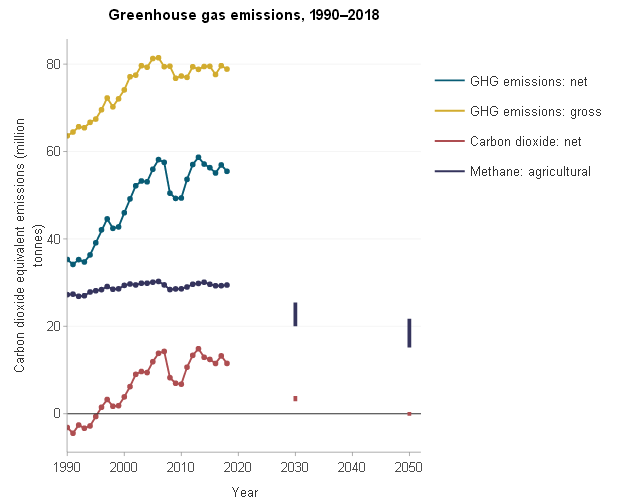 Greenhouse gas emissions, 1990–2018
Carbon dioxide equivalent emissions (million
tonnes)
80
60
40
20
0
1990
2000
2010
2020
2030
2040
2050
Year
GHG emissions: net
GHG emissions: gross
Carbon dioxide: net
Methane: agricultural